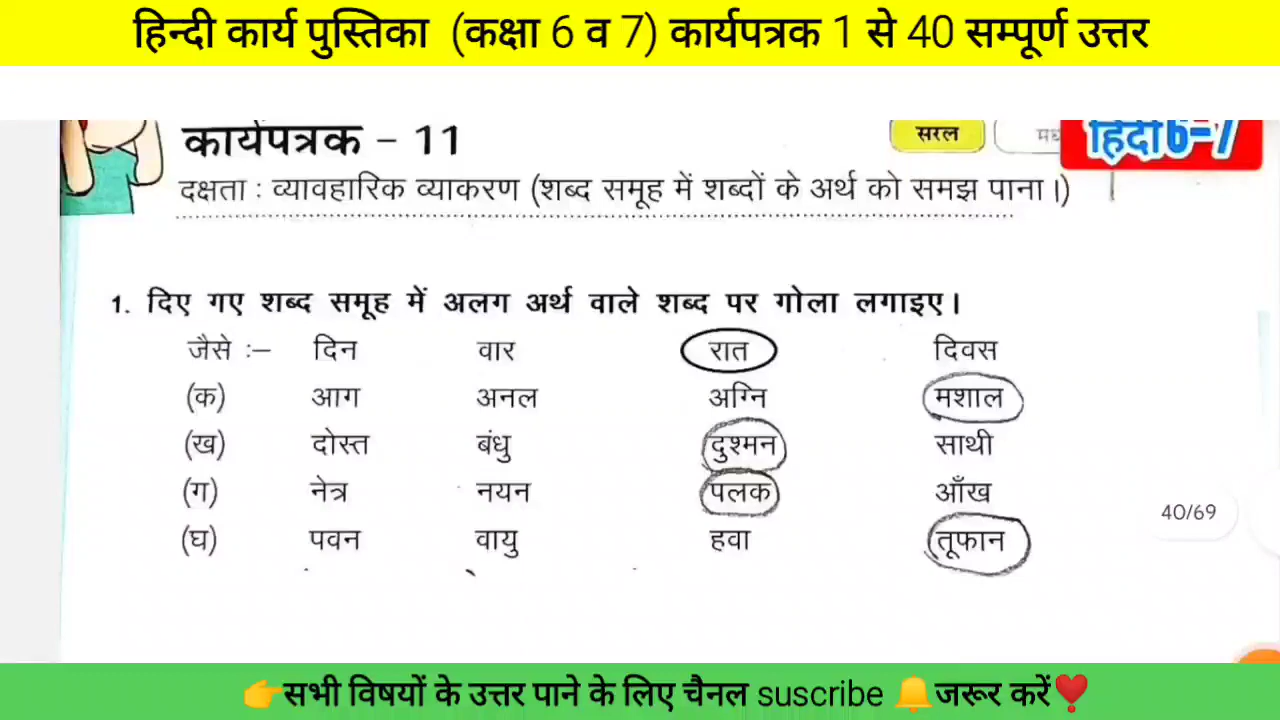 हिन्दी कार्य पुस्तिका (कक्षा 6 व 7) कार्यपत्रक 1 से 40 सम्पूर्ण उत्तर
कार्यपत्रक - 11
सरल
हिंदी 6-7
दक्षता : व्यावहारिक व्याकरण (शब्द समूह में शब्दों के अर्थ को समझ पाना।)
1. दिए गए शब्द समूह में अलग अर्थ वाले शब्द पर गोला लगाइए।
जैसे :– दिन वार रात दिवस
(क) आग अनल अग्नि मशाल
(ख) दोस्त बंधु दुश्मन साथी
(ग) नेत्र नयन पलक आँख
(घ) पवन वायु हवा तूफान
40/69
👉सभी विषयों के उत्तर पाने के लिए चैनल suscribe 🔔जरूर करें❣️